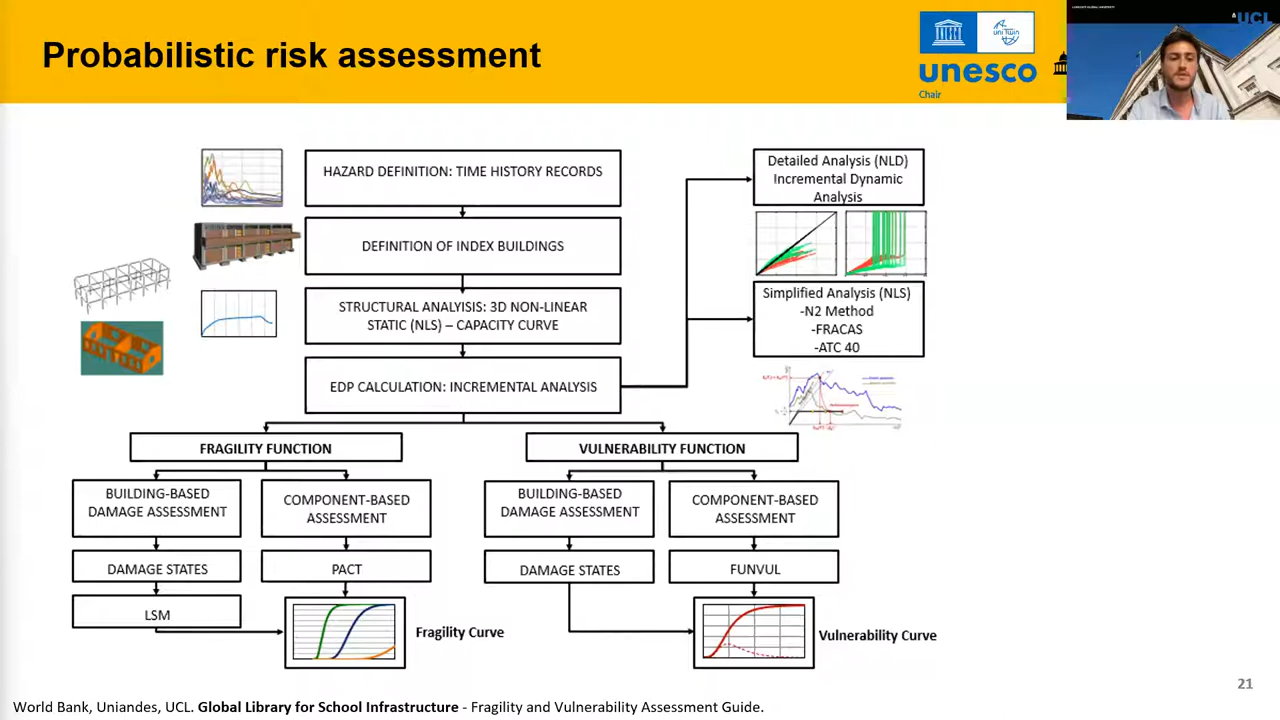 Probabilistic risk assessment
uni Twin
unesco
Chair
UCL
HAZARD DEFINITION: TIME HISTORY RECORDS
DEFINITION OF INDEX BUILDINGS
STRUCTURAL ANALYISIS: 3D NON-LINEAR
STATIC (NLS) – CAPACITY CURVE
EDP CALCULATION: INCREMENTAL ANALYSIS
Detailed Analysis (NLD)
Incremental Dynamic
Analysis
Simplified Analysis (NLS)
-N2 Method
-FRACAS
-ATC 40
FRAGILITY FUNCTION
VULNERABILITY FUNCTION
BUILDING-BASED
DAMAGE ASSESSMENT
COMPONENT-BASED
ASSESSMENT
BUILDING-BASED
DAMAGE ASSESSMENT
COMPONENT-BASED
ASSESSMENT
DAMAGE STATES
PACT
DAMAGE STATES
FUNVUL
LSM
Fragility Curve
Vulnerability Curve
21
World Bank, Uniandes, UCL. Global Library for School Infrastructure - Fragility and Vulnerability Assessment Guide.